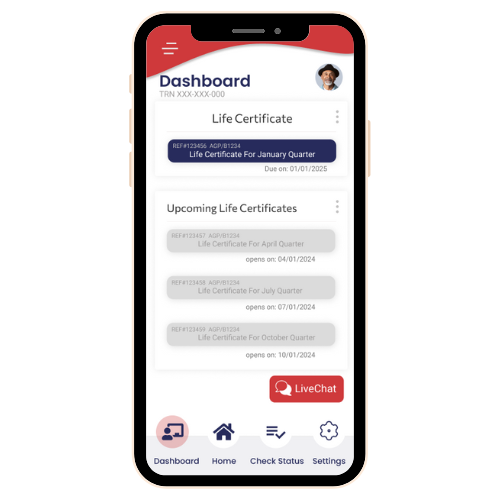 Dashboard
TRN XXX-XXX-000
Life Certificate
REF#123456 AGP/B1234
Life Certificate For January Quarter
Due on: 01/01/2025
Upcoming Life Certificates
REF#123457 AGP/B1234
Life Certificate For April Quarter
opens on: 04/01/2024
REF#123458 AGP/B1234
Life Certificate For July Quarter
opens on: 07/01/2024
REF#123459 AGP/B1234
Life Certificate For October Quarter
opens on: 10/01/2024
LiveChat
Dashboard Home Check Status Settings